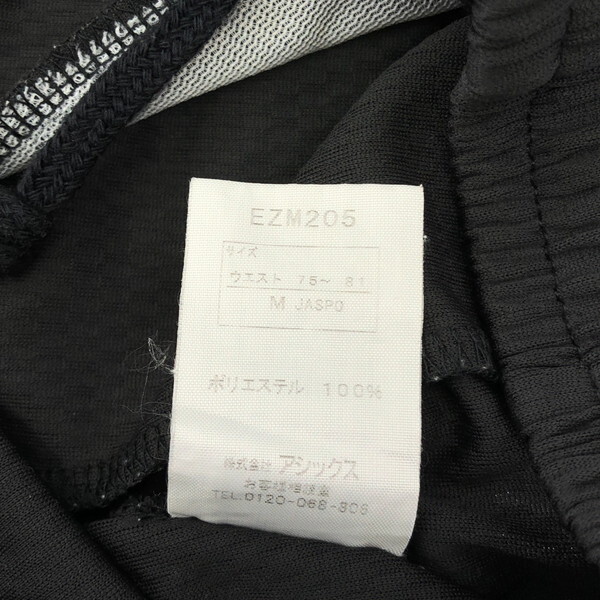 EZM205
サイズ
ウエスト 75~ 81
M JASPO
ポリエステル 100%
株式会社 アシックス
お客様相談室
TEL.0120-068-806